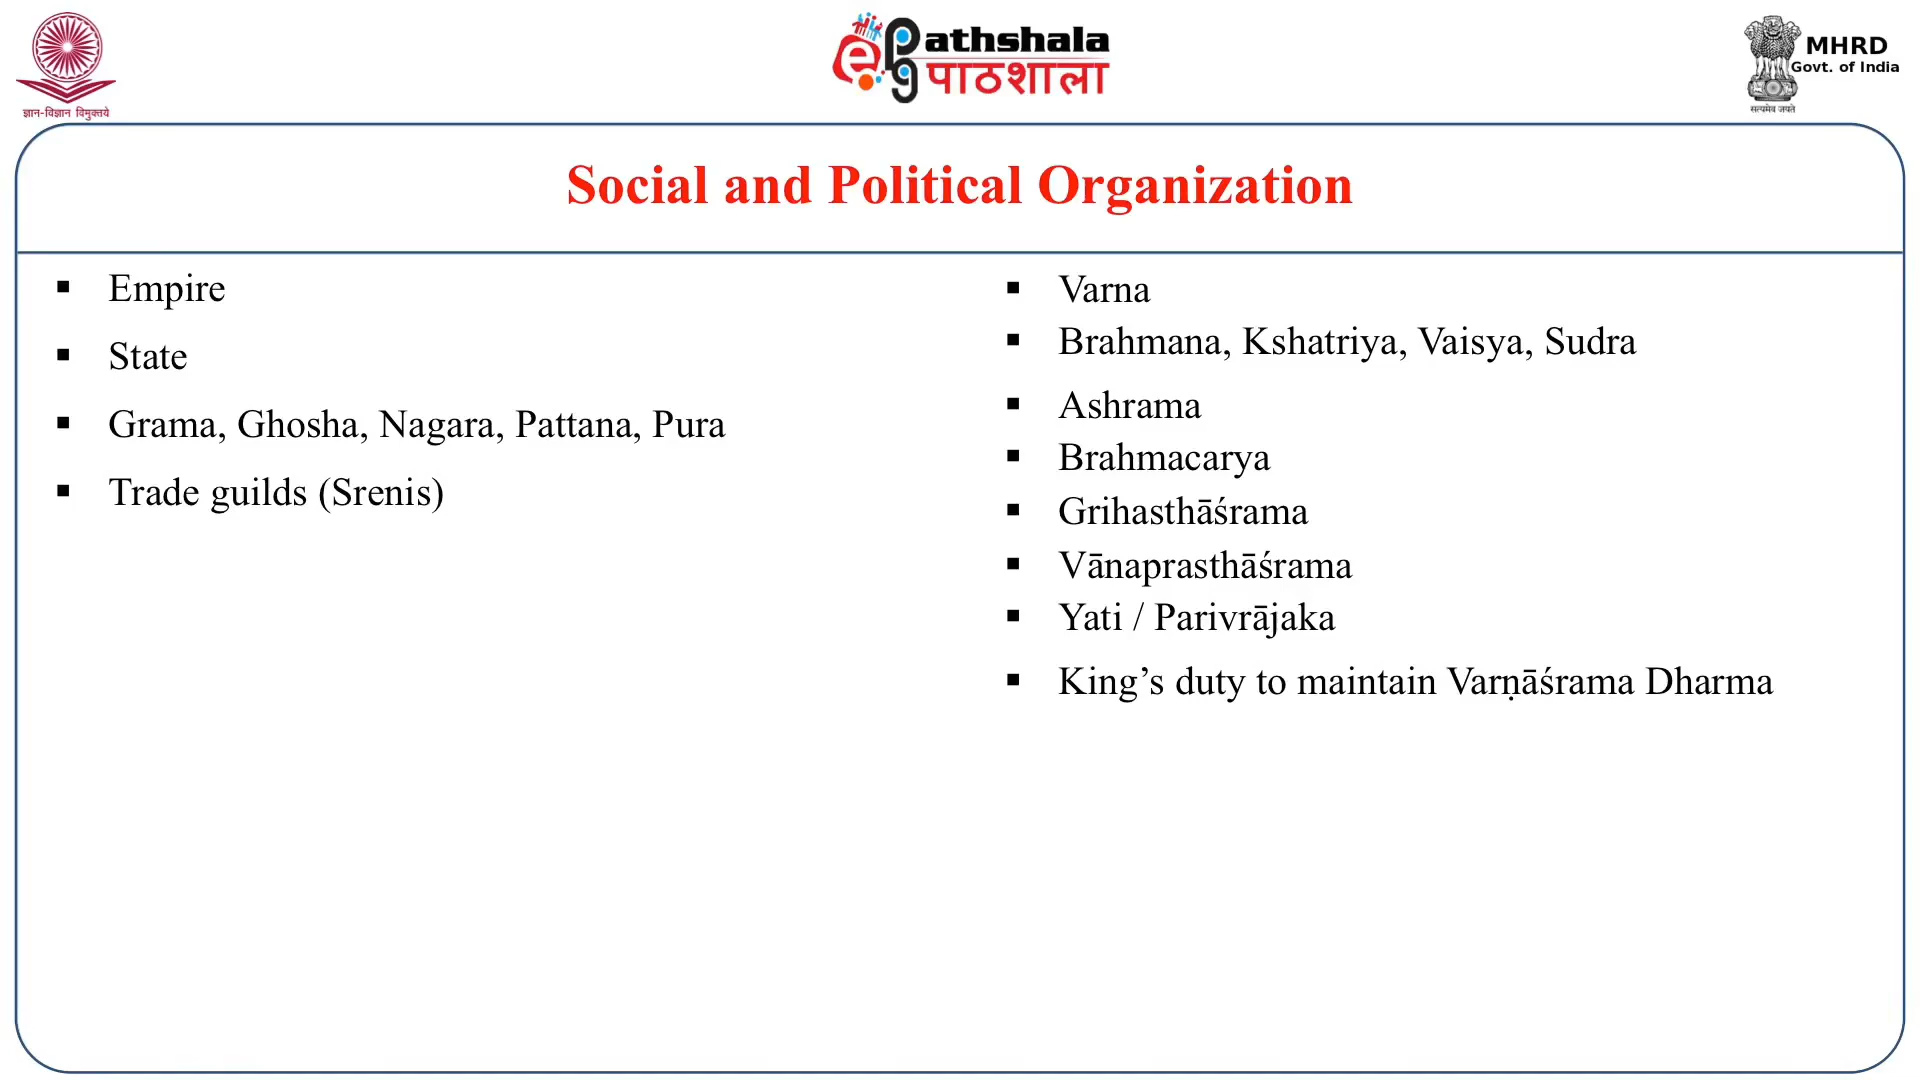 ज्ञान-विज्ञान विमुक्तये
e Pathshala
पाठशाला
MHRD
Govt. of India
सत्यमेव जयते
Social and Political Organization
▪ Empire
▪ State
▪ Grama, Ghosha, Nagara, Pattana, Pura
▪ Trade guilds (Srenis)
▪ Varna
▪ Brahmana, Kshatriya, Vaisya, Sudra
▪ Ashrama
▪ Brahmacarya
▪ Grihasthāśrama
▪ Vānaprasthāśrama
▪ Yati / Parivrājaka
▪ King’s duty to maintain Varṇāśrama Dharma